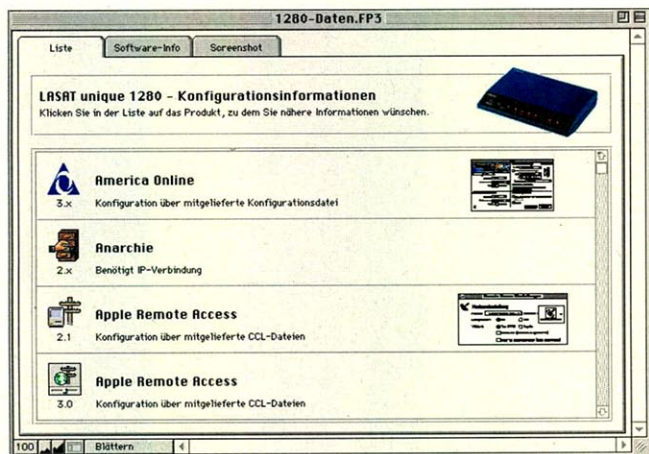 1280-Daten.FP3
Liste
Software-Info
Screenshot
LASAT unique 1280 - Konfigurationsinformationen
Klicken Sie in der Liste auf das Produkt, zu dem Sie nähere Informationen wünschen.
America Online
3.x
Konfiguration über mitgelieferte Konfigurationsdatei
Anarchie
2.x
Benötigt IP-Verbindung
Apple Remote Access
2.1
Konfiguration über mitgelieferte CCL-Dateien
Apple Remote Access
3.0
Konfiguration über mitgelieferte CCL-Dateien
100
Blättern